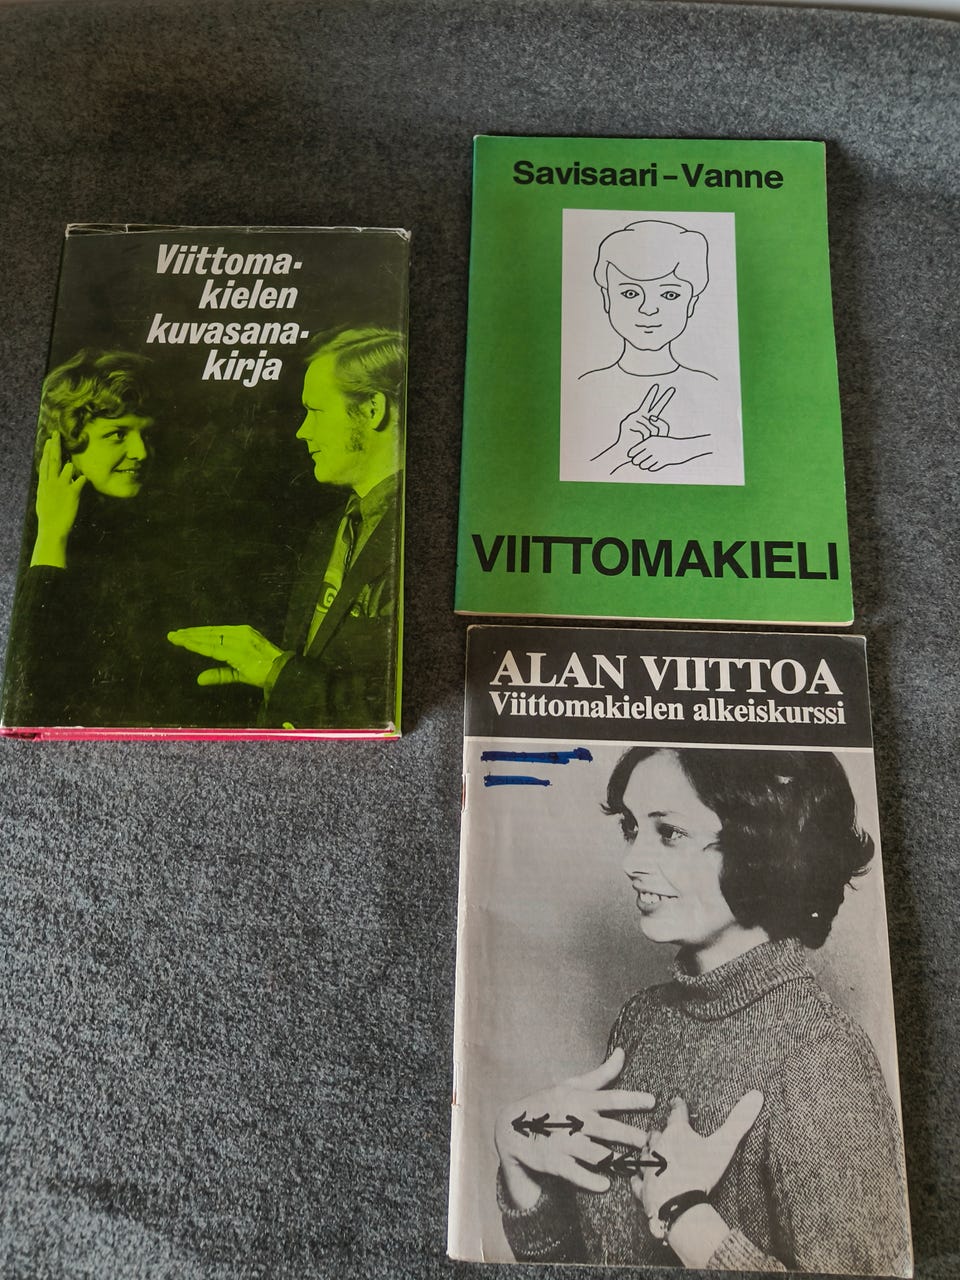 Viittoma-
kielen
kuvasana-
kirja
Savisaari – Vanne
VIITTOMAKIELI
ALAN VIITTOA
Viittomakielen alkeiskurssi